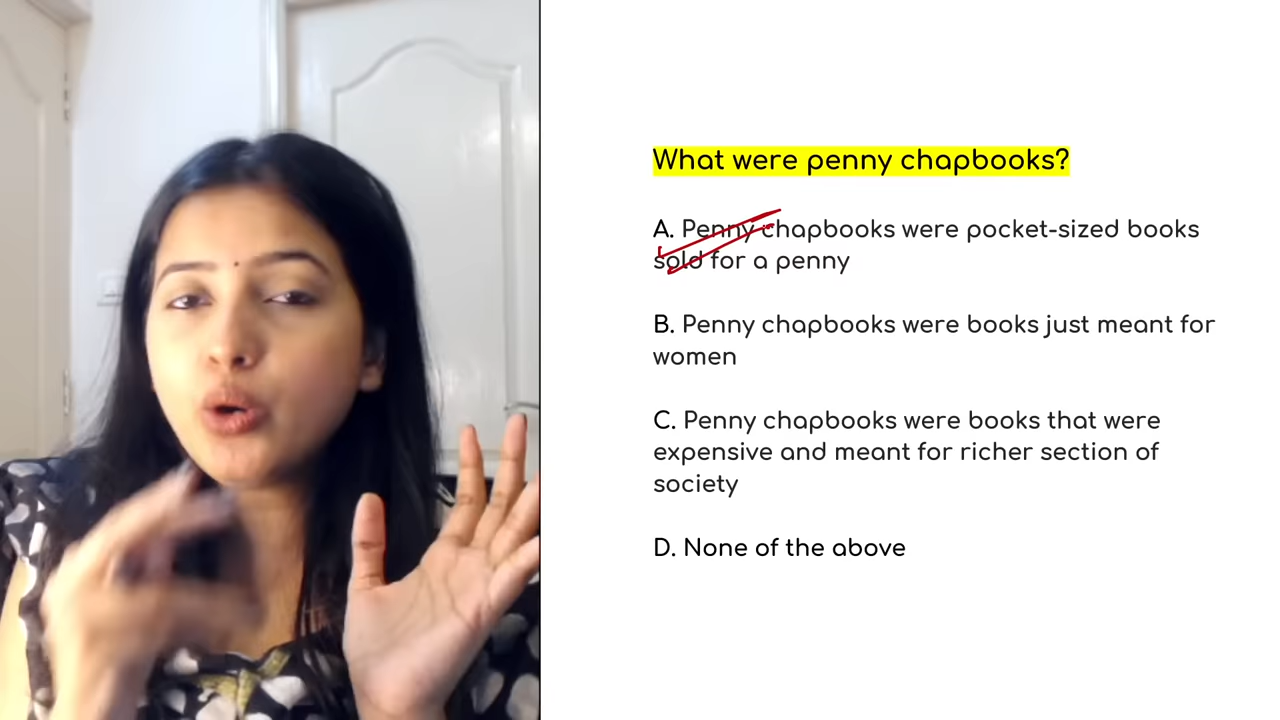 What were penny chapbooks?
A. Penny chapbooks were pocket-sized books
sold for a penny
B. Penny chapbooks were books just meant for
women
C. Penny chapbooks were books that were
expensive and meant for richer section of
society
D. None of the above